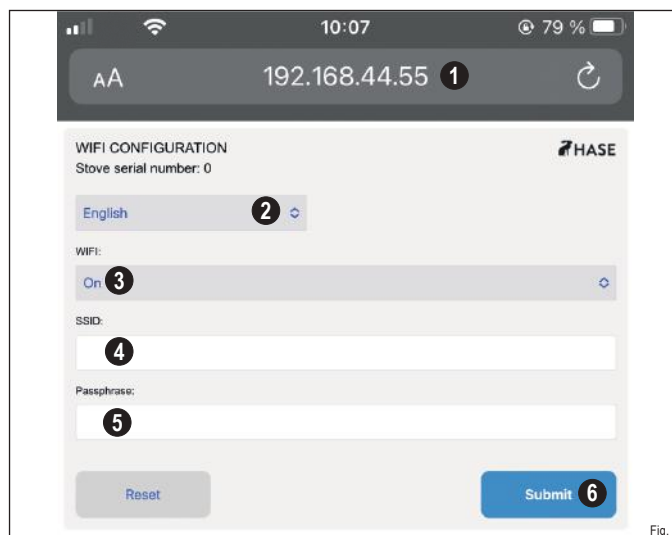 10:07 79 %
AA 192.168.44.55 1
WIFI CONFIGURATION HASE
Stove serial number: 0
English 2
WIFI:
On 3
SSID:
4
Passphrase:
5
Reset Submit 6
Fig.